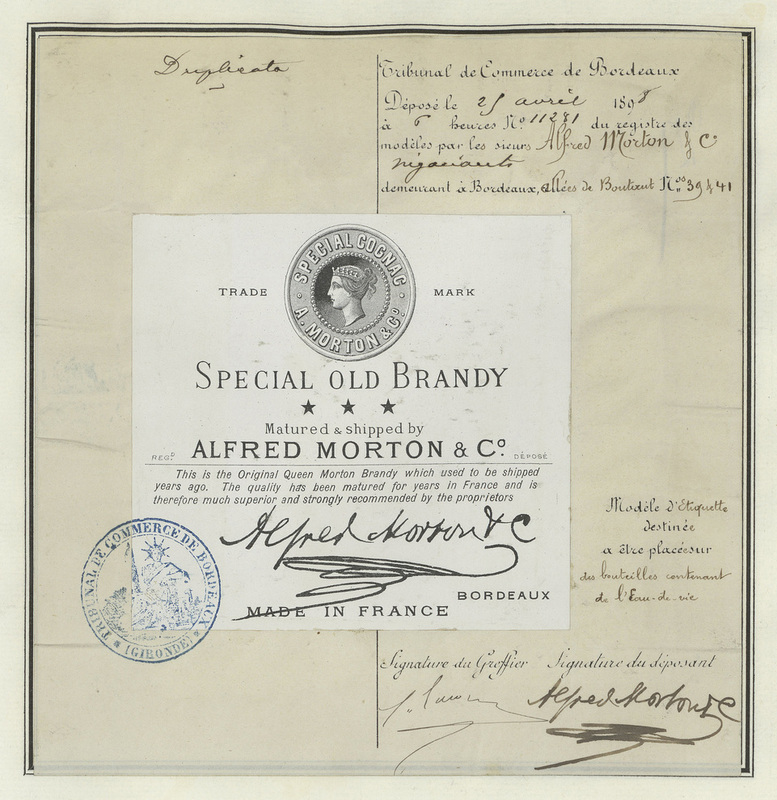 Duplicata
Tribunal de Commerce de Bordeaux
Déposé le 25 avril 1898
à 6 heures No. 11281 du régistre des
modèles par les sieurs Alfred Morton & Co
négociants
demeurant à Bordeaux, allées de Boutaut Nos 39 & 41
SPECIAL COGNAC
A. MORTON & Co
TRADE MARK
SPECIAL OLD BRANDY
★ ★ ★
Matured & shipped by
REGD ALFRED MORTON & Co. DÉPOSÉ
This is the Original Queen Morton Brandy which used to be shipped
years ago. The quality has been matured for years in France and is
therefore much superior and strongly recommended by the proprietors
Alfred Morton & C
BORDEAUX
MADE IN FRANCE
TRIBUNAL DE COMMERCE DE BORDEAUX
(GIRONDE)
Modèle d'Etiquette
destinée
a être placée sur
des bouteilles contenant
de l'Eau-de-vie
Signature du Greffier Signature du déposant
Alfred Morton & C